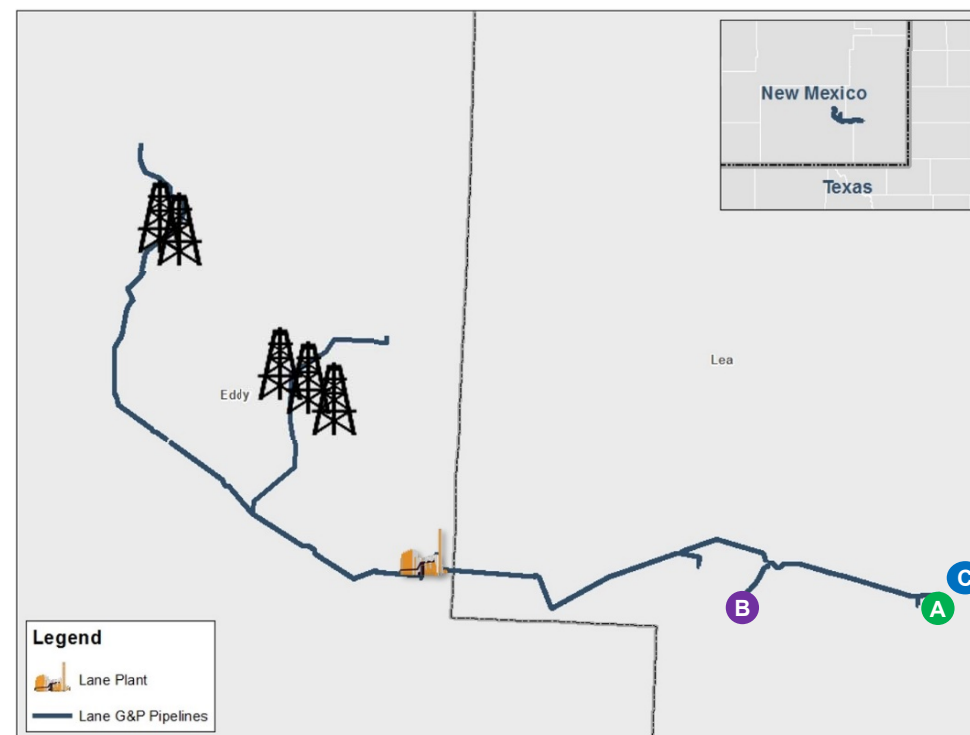 New Mexico
Texas
Lea
Eddy
B
C
A
Legend
Lane Plant
Lane G&P Pipelines